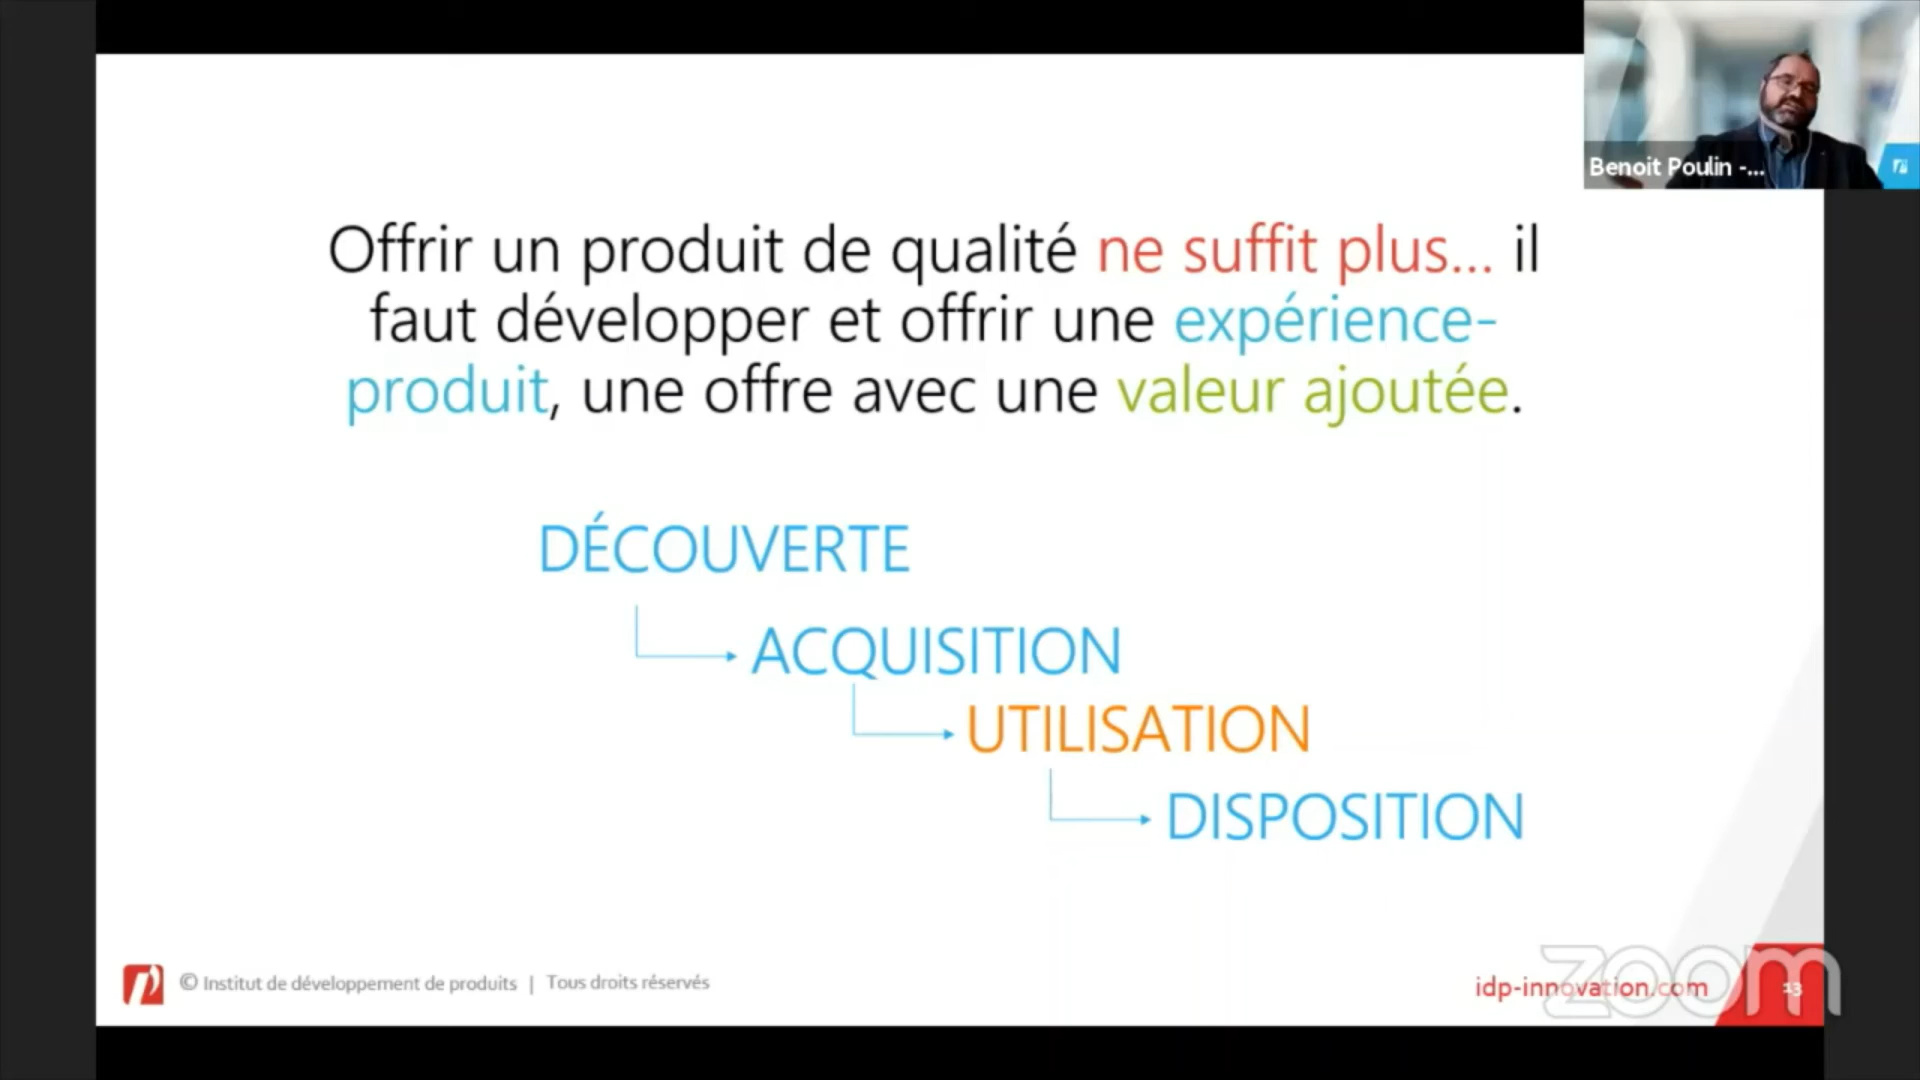 Benoit Poulin -...
Offrir un produit de qualité ne suffit plus... il
faut développer et offrir une expérience-
produit, une offre avec une valeur ajoutée.
DÉCOUVERTE
ACQUISITION
UTILISATION
DISPOSITION
© Institut de développement de produits | Tous droits réservés
idp-innovation.com
13
zoom